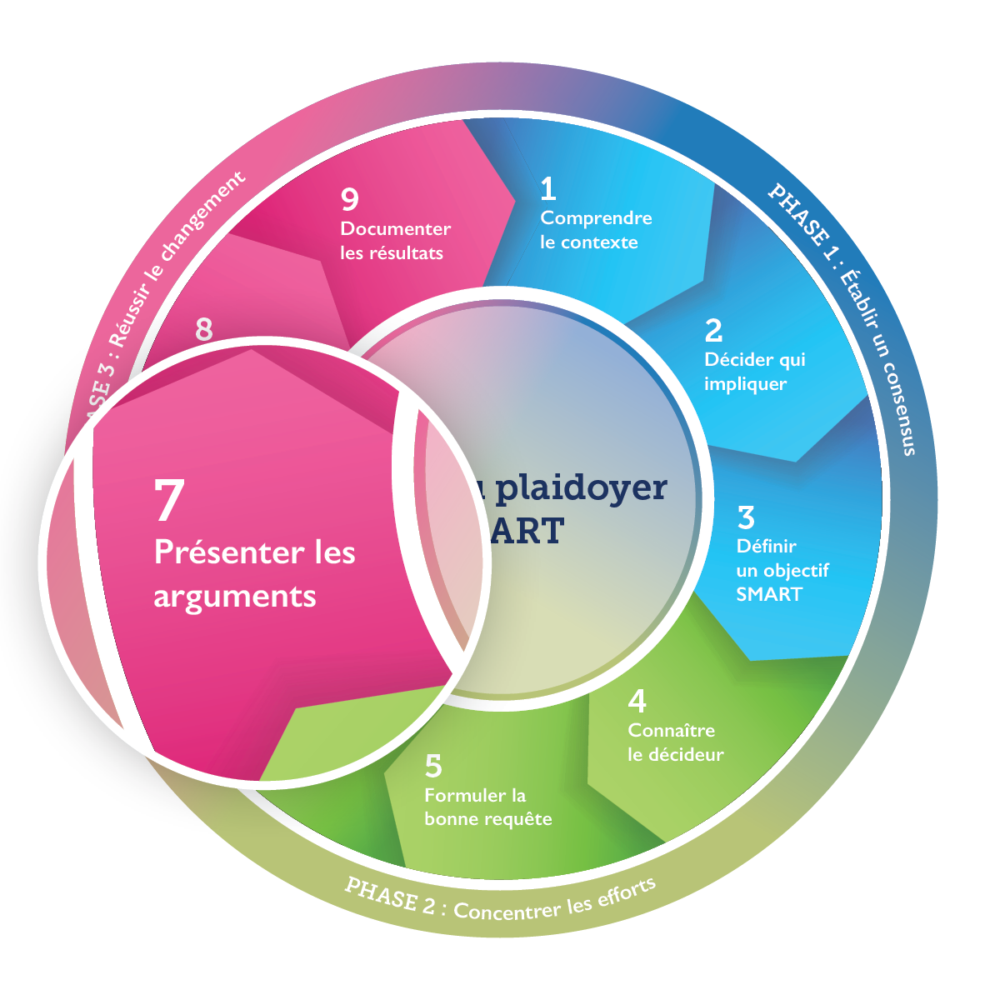 1
Comprendre
le contexte
2
Décider qui
impliquer
3
Définir
un objectif
SMART
4
Connaître
le décideur
5
Formuler la
bonne requête
7
Présenter les
arguments
8
9
Documenter
les résultats
plaidoyer
ART
PHASE 1 : Établir un consensus
PHASE 2 : Concentrer les efforts
ASE 3 : Réussir le changement